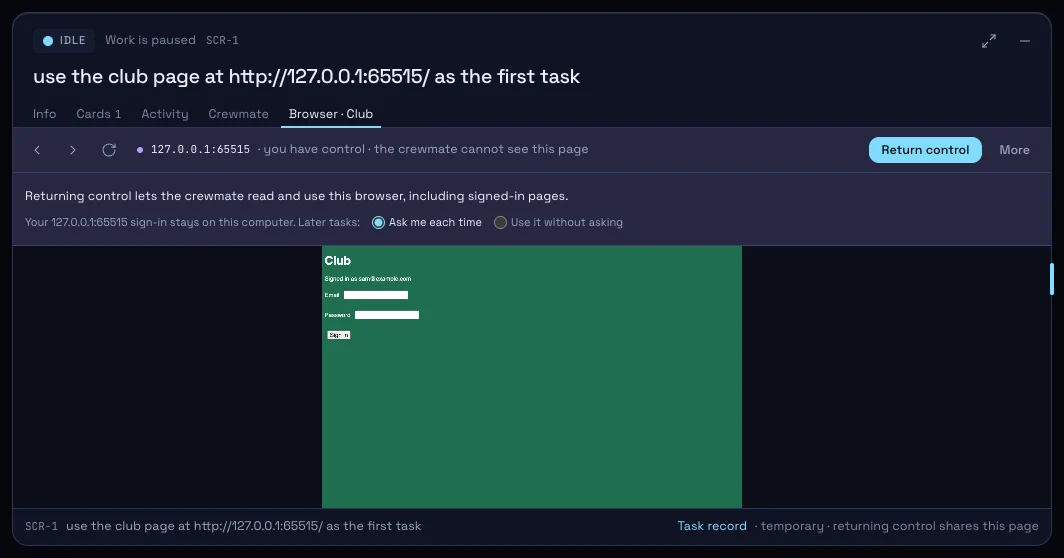 IDLE Work is paused SCR-1
use the club page at http://127.0.0.1:65515/ as the first task
Info Cards 1 Activity Crewmate Browser · Club
127.0.0.1:65515 · you have control · the crewmate cannot see this page Return control More
Returning control lets the crewmate read and use this browser, including signed-in pages.
Your 127.0.0.1:65515 sign-in stays on this computer. Later tasks: Ask me each time Use it without asking
Club
Signed in as sam@example.com
Email
Password
Sign in
SCR-1 use the club page at http://127.0.0.1:65515/ as the first task Task record · temporary · returning control shares this page